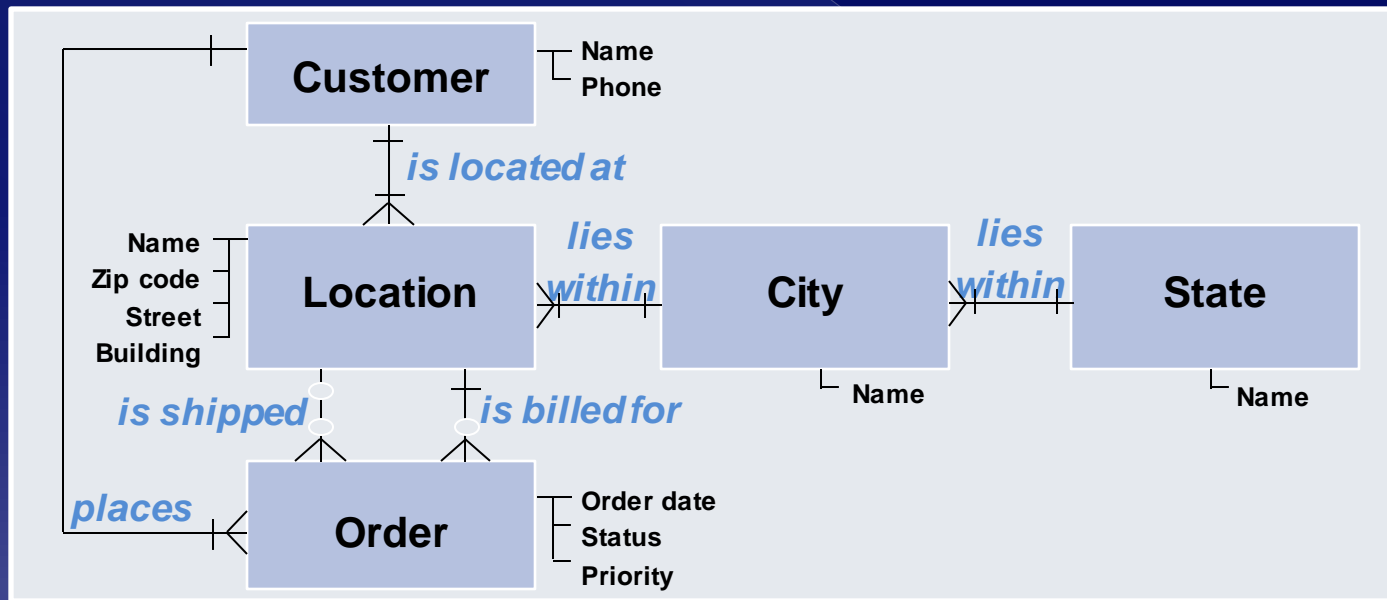 Name
Customer
Phone
is located at
Name
Zip code
Street
Building
Location
lies
within
City
lies
within
State
Name
Name
is shipped
is billed for
places
Order
Order date
Status
Priority